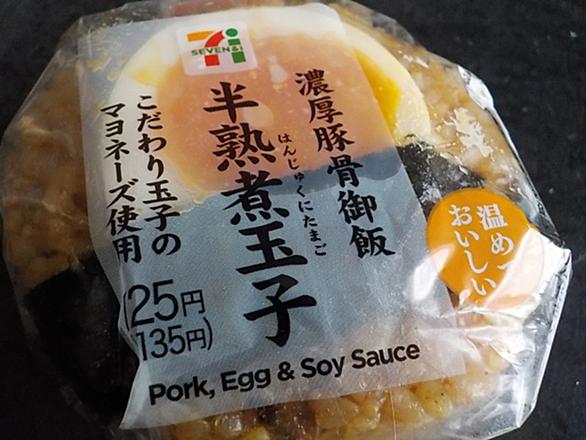 SEVEN&i
濃厚豚骨御飯
半熟煮玉子
はんじゅくにたまご
こだわり玉子の
マヨネーズ使用
125円
135円)
Pork, Egg & Soy Sauce
温めて
おいしい